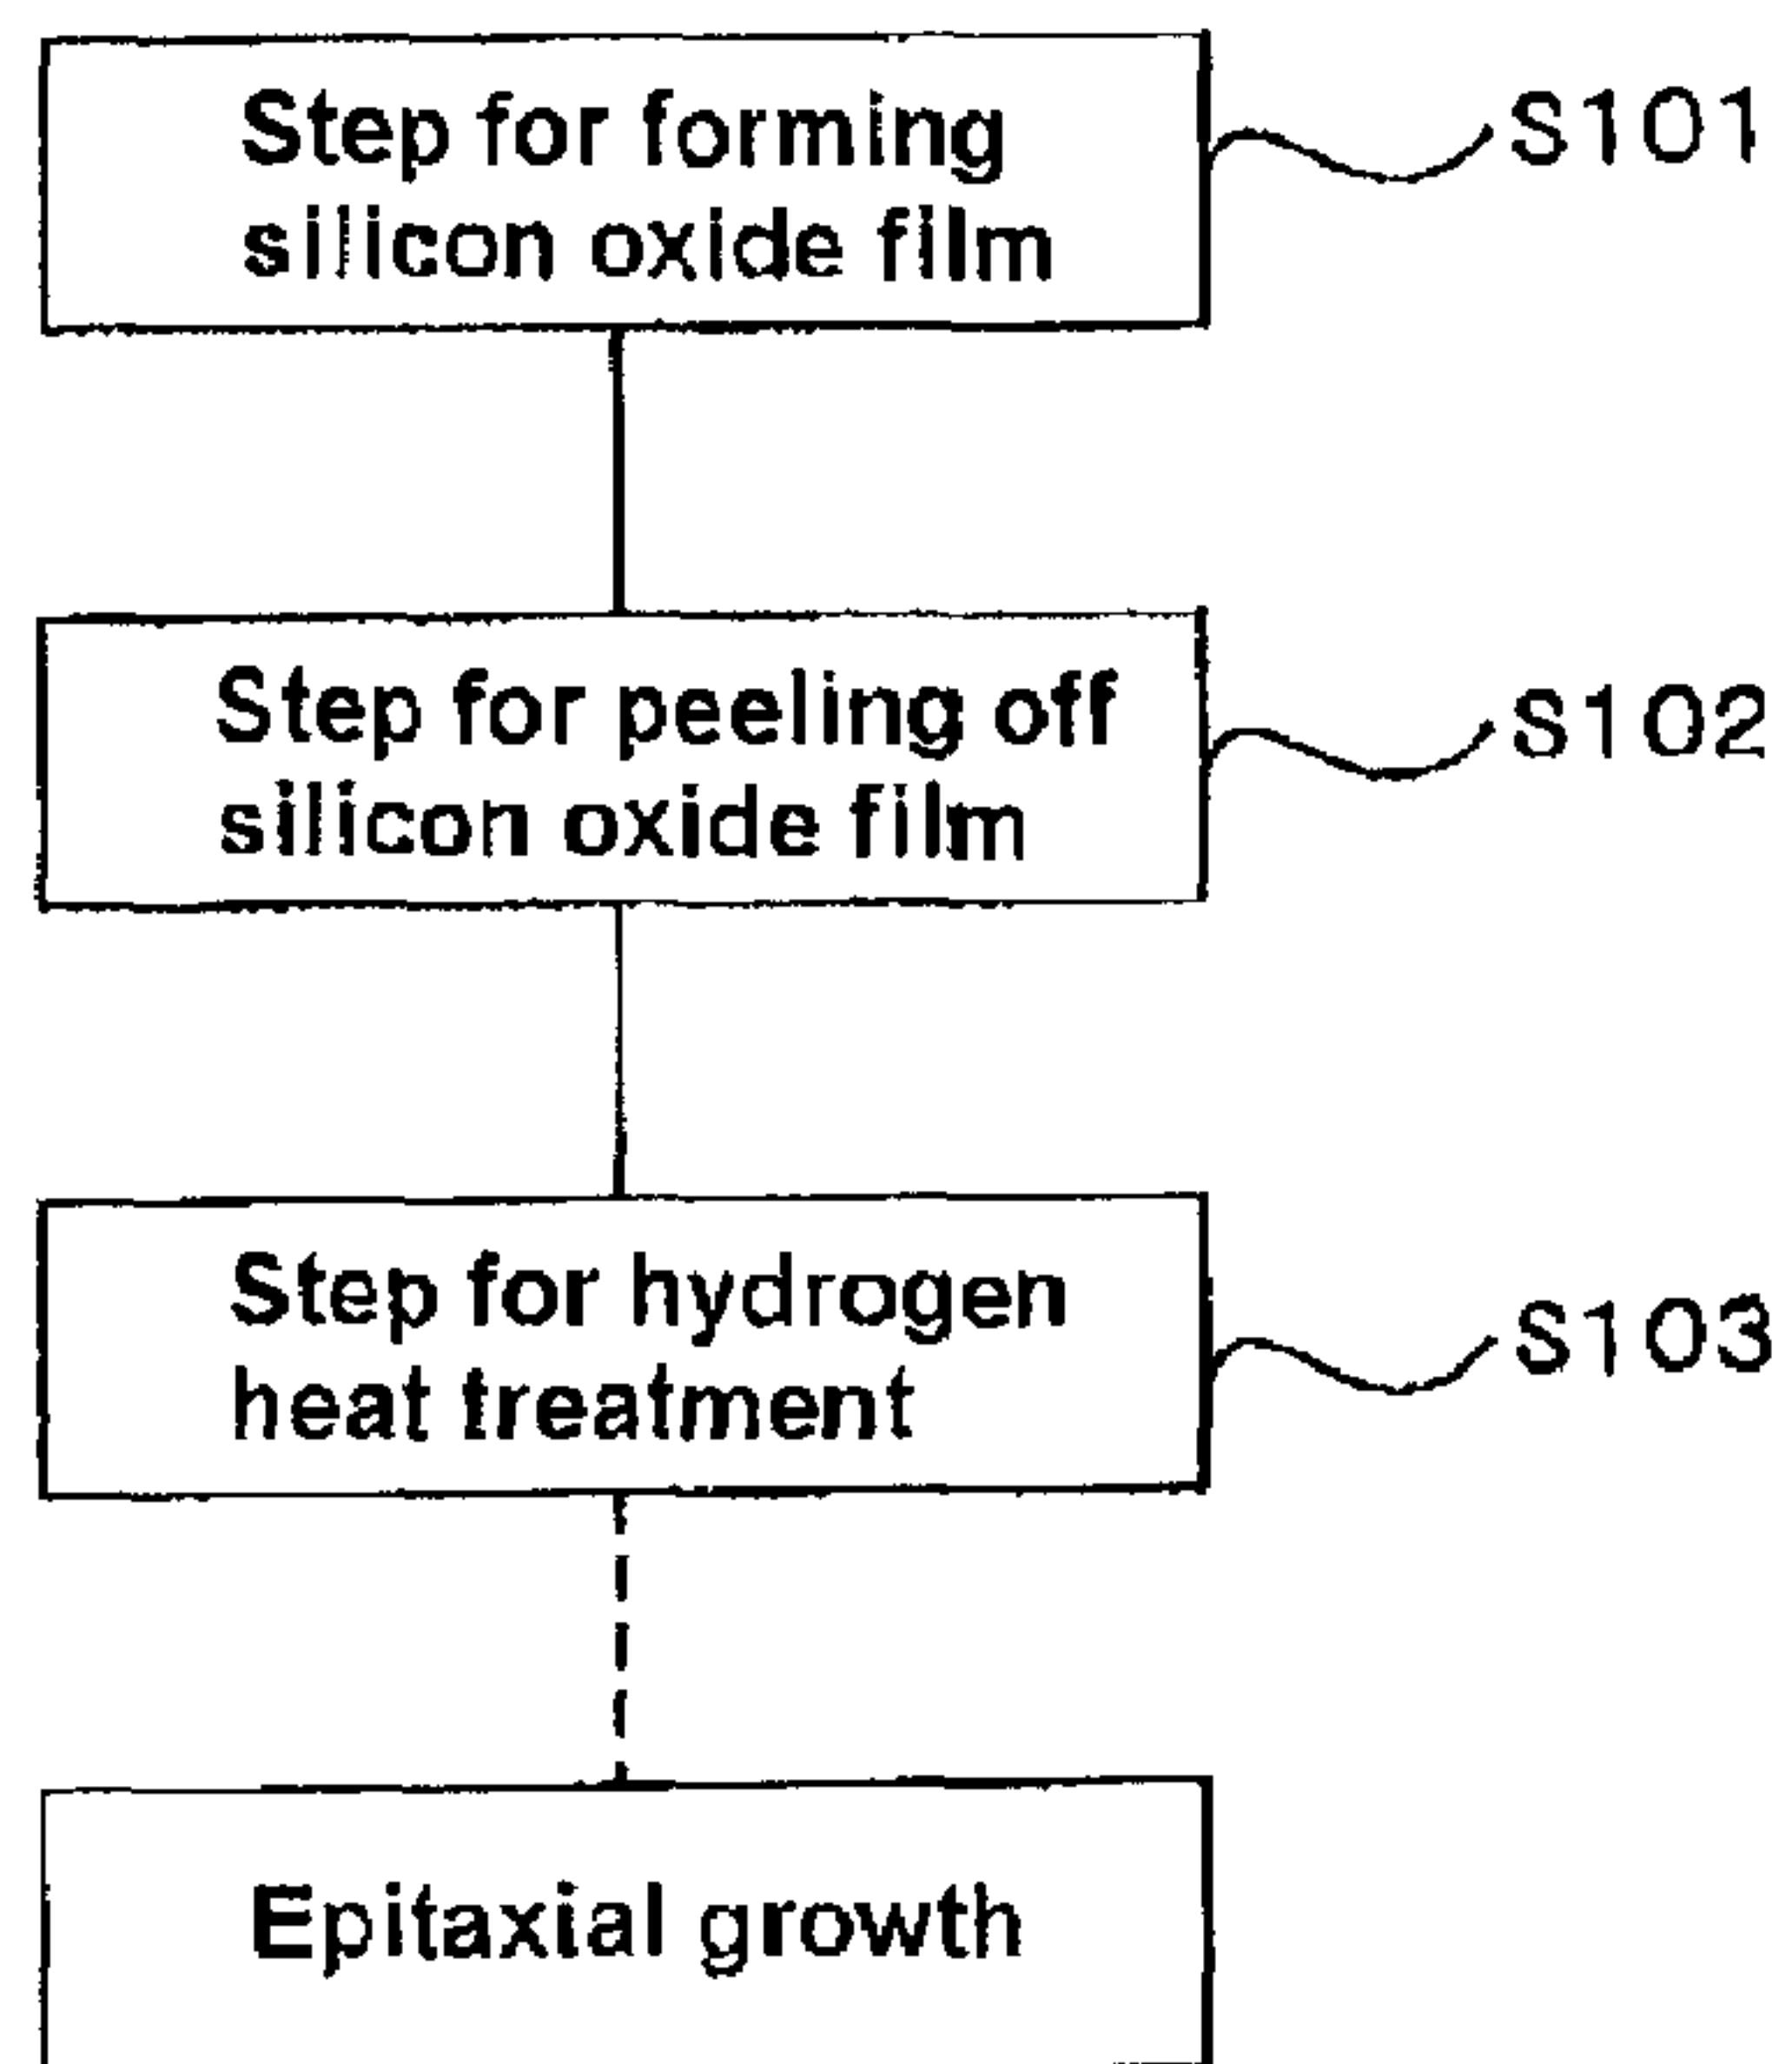 Step for forming
silicon oxide film
S101
Step for peeling off
silicon oxide film
S102
Step for hydrogen
heat treatment
S103
Epitaxial growth